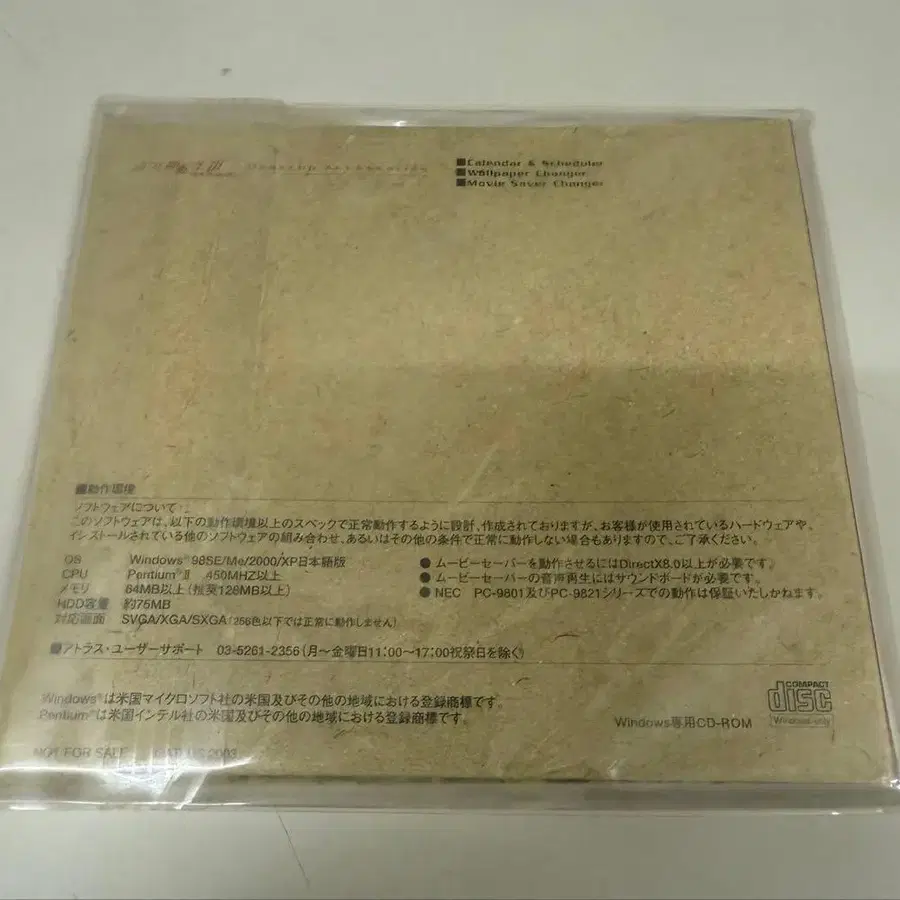 Desktop Accessories
■Calendar & Scheduler
■Wallpaper Changer
■Movie Saver Changer
■動作環境
ソフトウェアについて
このソフトウェアは、以下の動作環境以上のスペックで正常動作するように設計、作成されておりますが、お客様が使用されているハードウェアや、
インストールされている他のソフトウェアの組み合わせ、あるいはその他の条件で正常に動作しない場合もありますので、ご了承ください。
OS Windows®98SE/Me/2000/XP日本語版
CPU Pentium®Ⅱ 450MHZ以上
メモリ 64MB以上(推奨128MB以上)
HDD容量 約75MB
対応画面 SVGA/XGA/SXGA(256色以下では正常に動作しません)
● ムービーセーバーを動作させるにはDirectX8.0以上が必要です。
● ムービーセーバーの音声再生にはサウンドボードが必要です。
● NEC PC-9801及びPC-9821シリーズでの動作は保証いたしかねます。
■アトラス・ユーザーサポート 03-5261-2356(月〜金曜日11:00〜17:00祝祭日を除く)
Windows®は米国マイクロソフト社の米国及びその他の地域における登録商標です。
Pentium®は米国インテル社の米国及びその他の地域における登録商標です。
COMPACT
disc
Windows only
Windows専用CD-ROM
NOT FOR SALE ©ATLUS 2003